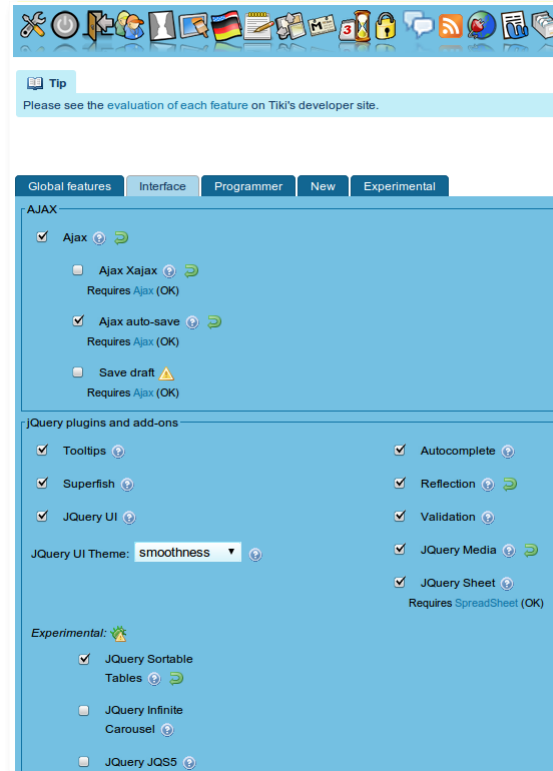 Tip
Please see the evaluation of each feature on Tiki's developer site.
Global features Interface Programmer New Experimental
AJAX
Ajax
Ajax Xajax
Requires Ajax (OK)
Ajax auto-save
Requires Ajax (OK)
Save draft
Requires Ajax (OK)
jQuery plugins and add-ons
Tooltips
Superfish
JQuery UI
JQuery UI Theme: smoothness
Autocomplete
Reflection
Validation
JQuery Media
JQuery Sheet
Requires SpreadSheet (OK)
Experimental:
JQuery Sortable
Tables
JQuery Infinite
Carousel
JQuery JQS5